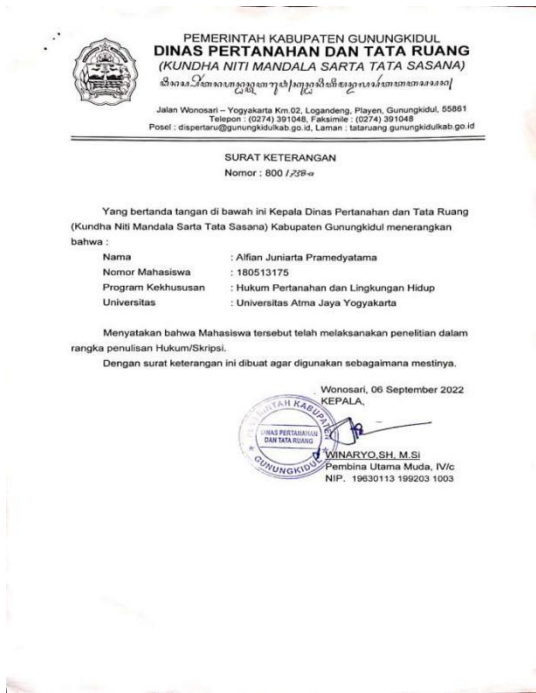 PEMERINTAH KABUPATEN GUNUNGKIDUL
DINAS PERTANAHAN DAN TATA RUANG
(KUNDHA NITI MANDALA SARTA TATA SASANA)
Jalan Wonosari – Yogyakarta Km.02, Logandeng, Playen, Gunungkidul, 55861
Telepon : (0274) 391048, Faksimile : (0274) 391048
Posel : dispertaru@gunungkidulkab.go.id, Laman : tataruang.gunungkidulkab.go.id
SURAT KETERANGAN
Nomor : 800 /
Yang bertanda tangan di bawah ini Kepala Dinas Pertanahan dan Tata Ruang
(Kundha Niti Mandala Sarta Tata Sasana) Kabupaten Gunungkidul menerangkan
bahwa :
Nama : Alfian Juniarta Pramedyatama
Nomor Mahasiswa : 180513175
Program Kekhususan : Hukum Pertanahan dan Lingkungan Hidup
Universitas : Universitas Atma Jaya Yogyakarta
Menyatakan bahwa Mahasiswa tersebut telah melaksanakan penelitian dalam
rangka penulisan Hukum/Skripsi.
Dengan surat keterangan ini dibuat agar digunakan sebagaimana mestinya.
Wonosari, 06 September 2022
KEPALA,
DINAS PERTANAHAN
DAN TATA RUANG
GUNUNGKIDUL
WINARYO,SH, M.Si
Pembina Utama Muda, IV/c
NIP. 19630113 199203 1003